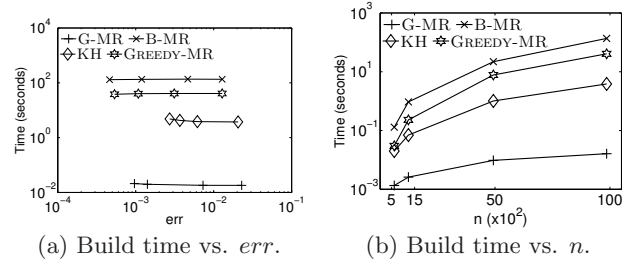 G-MR B-MR
KH GREEDY-MR
Time (seconds)
10^4
10^2
10^0
10^-2
10^-4 10^-3 10^-2 10^-1
err
(a) Build time vs. err.
G-MR B-MR
KH GREEDY-MR
Time (seconds)
10^3
10^1
10^-1
10^-3
5 15 50 100
n (x10^2)
(b) Build time vs. n.